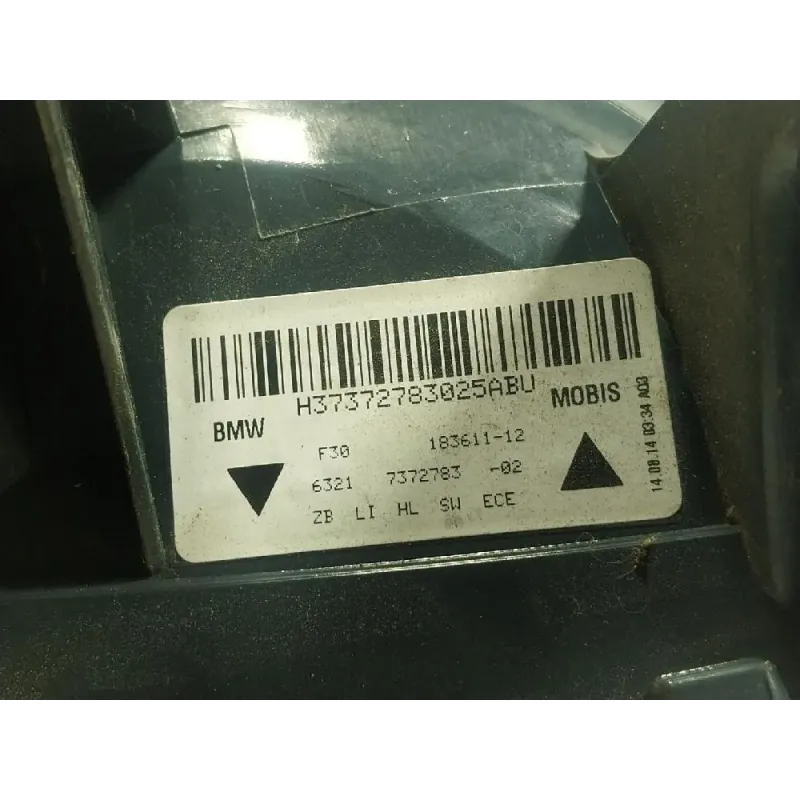 H37372783025ABU
BMW
MOBIS
F30 183611-12
6321 7372783 -02
ZB LI HL SW ECE
14.08.14 03:34 A03